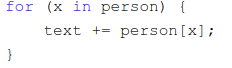 for (x in person) {
    text += person[x];
}